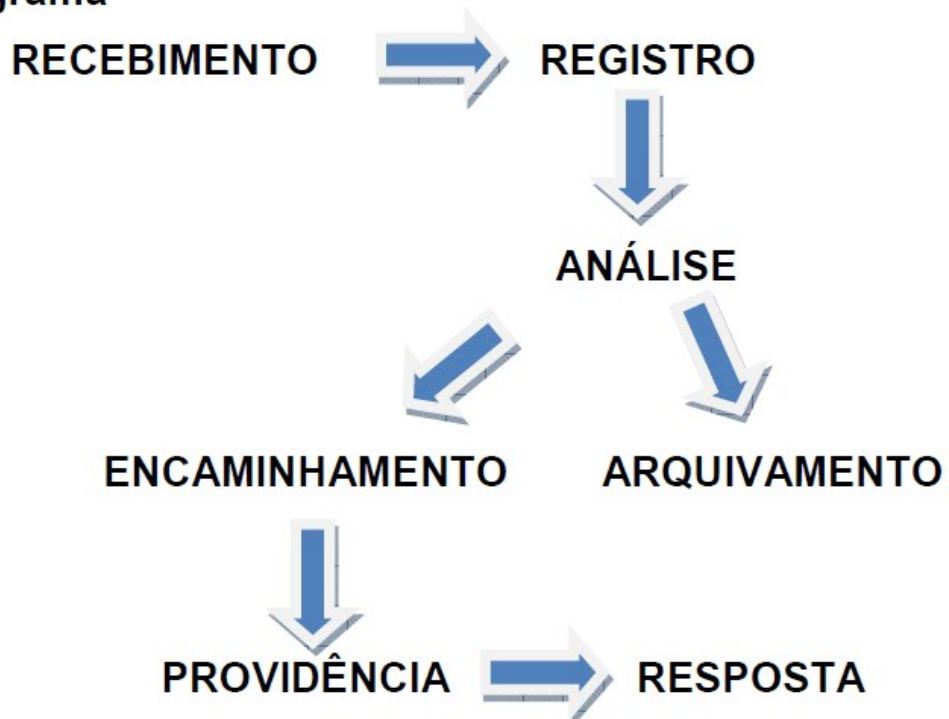 RECEBIMENTO REGISTRO
ANÁLISE
ENCAMINHAMENTO ARQUIVAMENTO
PROVIDÊNCIA RESPOSTA